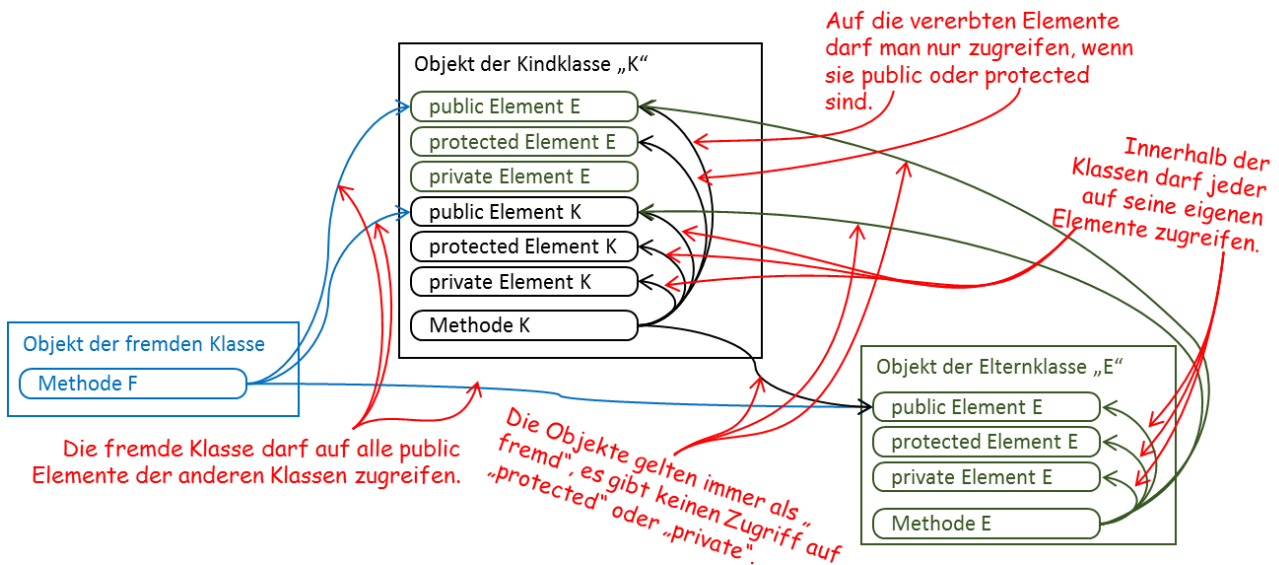 Auf die vererbten Elemente
darf man nur zugreifen, wenn
sie public oder protected
sind.
Objekt der Kindklasse „K“
public Element E
protected Element E
private Element E
public Element K
protected Element K
private Element K
Methode K
Innerhalb der
Klassen darf jeder
auf seine eigenen
Elemente zugreifen.
Objekt der fremden Klasse
Methode F
Objekt der Elternklasse „E“
public Element E
protected Element E
private Element E
Methode E
Die fremde Klasse darf auf alle public
Elemente der anderen Klassen zugreifen.
Die Objekte gelten immer als „
fremd“, es gibt keinen Zugriff auf
„protected“ oder „private“.